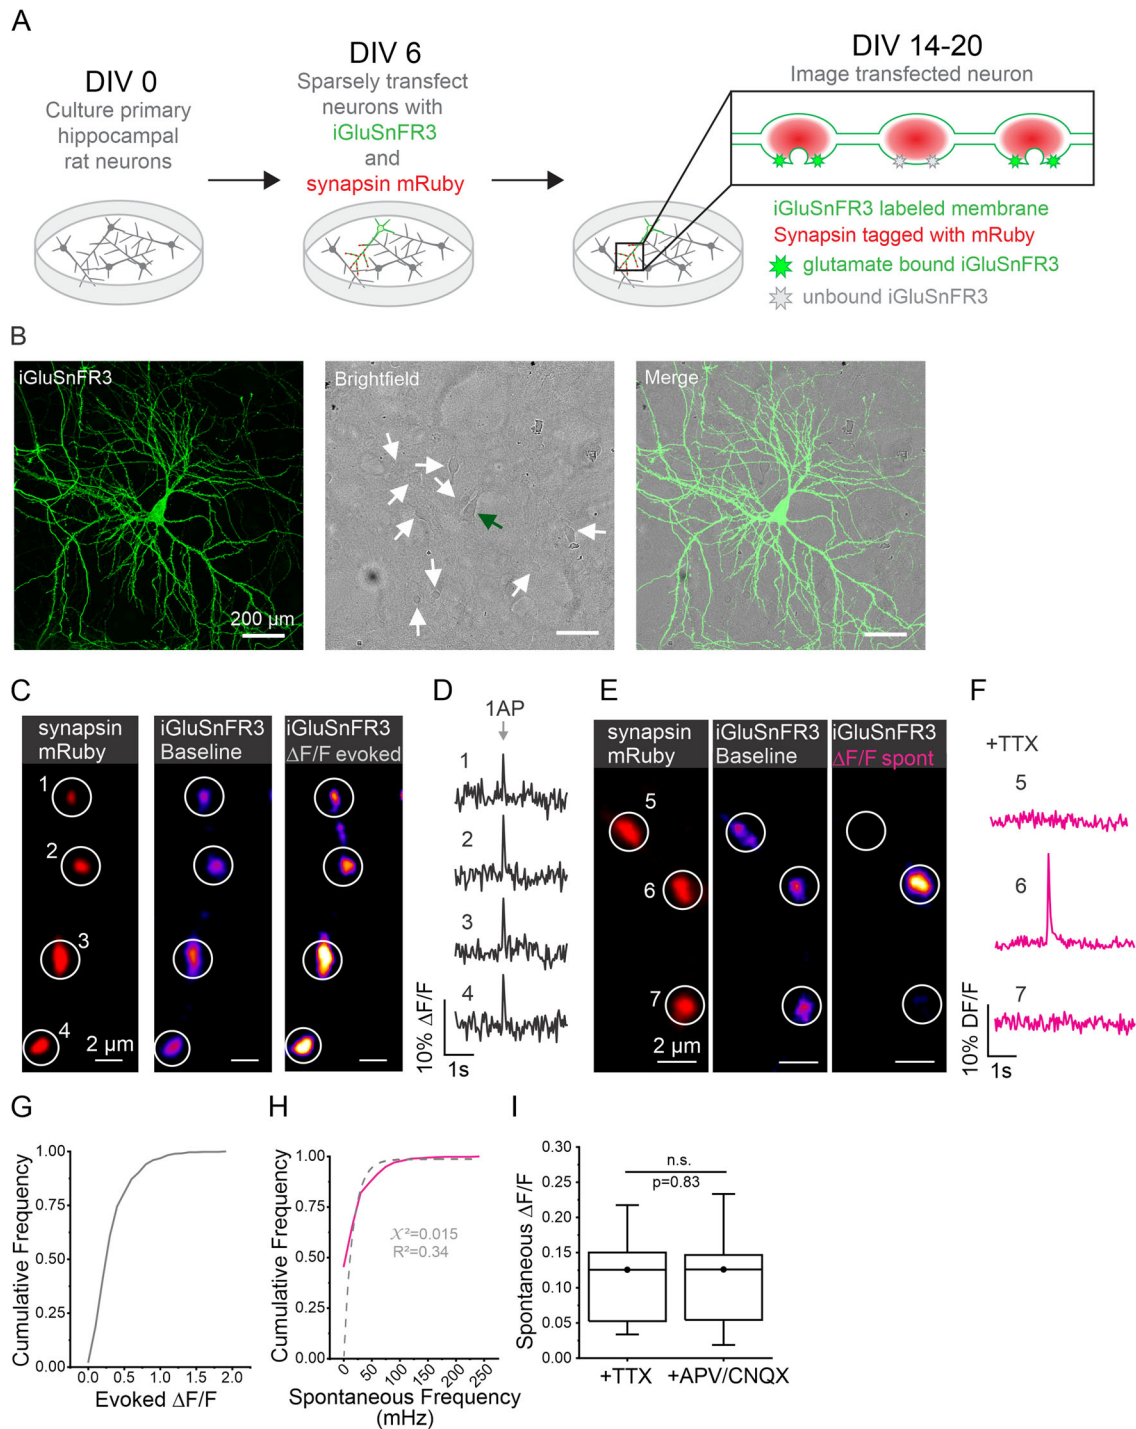 A
DIV 0
Culture primary
hippocampal
rat neurons
DIV 6
Sparsely transfect
neurons with
iGluSnFR3
and
synapsin mRuby
DIV 14-20
Image transfected neuron
iGluSnFR3 labeled membrane
Synapsin tagged with mRuby
glutamate bound iGluSnFR3
unbound iGluSnFR3
B
iGluSnFR3
200 µm
Brightfield
Merge
C
synapsin
mRuby
iGluSnFR3
Baseline
iGluSnFR3
ΔF/F evoked
1
2
3
4
2 µm
D
1AP
1
2
3
4
10% ΔF/F
1s
E
synapsin
mRuby
iGluSnFR3
Baseline
iGluSnFR3
ΔF/F spont
5
6
7
2 µm
F
+TTX
5
6
7
10% DF/F
1s
G
Cumulative Frequency
1.00
0.75
0.50
0.25
0.00
0.0 0.5 1.0 1.5 2.0
Evoked ΔF/F
H
Cumulative Frequency
1.00
0.75
0.50
0.25
0.00
χ²=0.015
R²=0.34
0 50 100 150 200 250
Spontaneous Frequency
(mHz)
I
Spontaneous ΔF/F
0.30
0.25
0.20
0.15
0.10
0.05
0.00
n.s.
p=0.83
+TTX +APV/CNQX